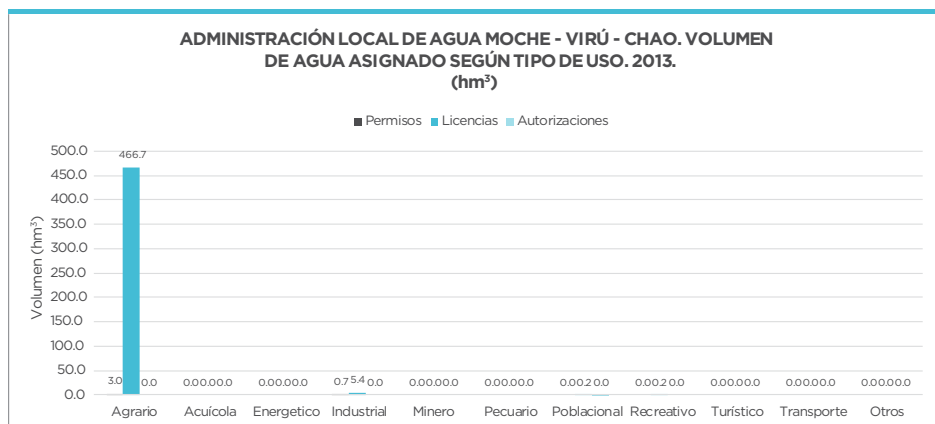 ADMINISTRACIÓN LOCAL DE AGUA MOCHE - VIRÚ - CHAO. VOLUMEN
DE AGUA ASIGNADO SEGÚN TIPO DE USO. 2013.
(hm³)
Permisos Licencias Autorizaciones
Volumen (hm³)
500.0
450.0
400.0
350.0
300.0
250.0
200.0
150.0
100.0
50.0
0.0
466.7
3.0 0.0 0.00.00.0 0.00.00.0 0.7 5.4 0.0 0.00.00.0 0.00.00.0 0.00.2 0.0 0.00.2 0.0 0.00.00.0 0.00.00.0 0.00.00.0
Agrario Acuícola Energetico Industrial Minero Pecuario Poblacional Recreativo Turístico Transporte Otros